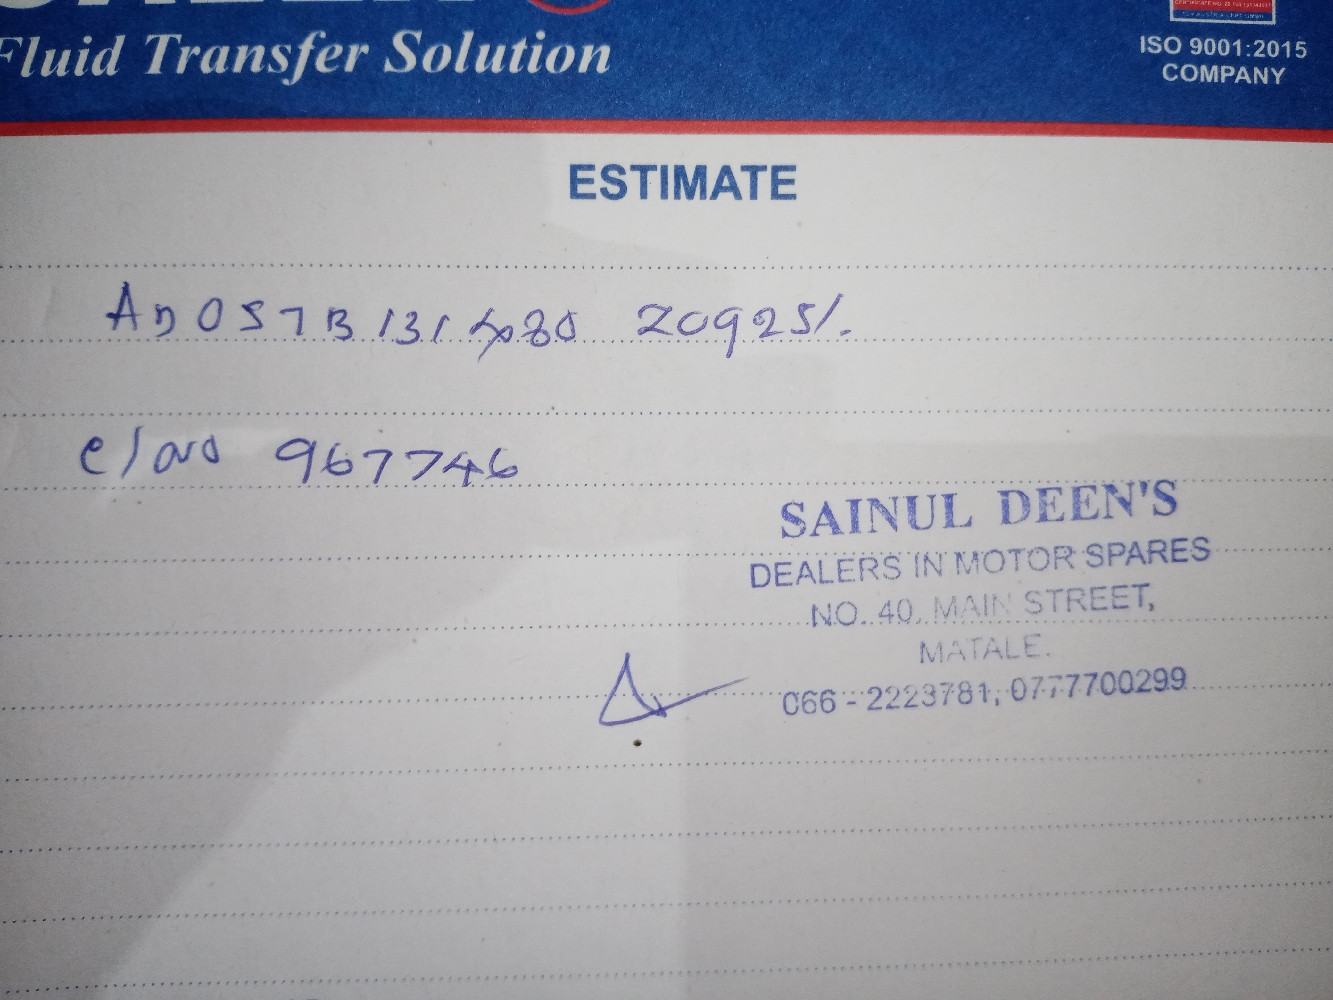 Fluid Transfer Solution
ISO 9001:2015
COMPANY
ESTIMATE
20925/.
967746
SAINUL DEEN'S
DEALERS IN MOTOR SPARES
NO. 40, MAIN STREET,
MATALE.
066 - 2223781, 0777700299